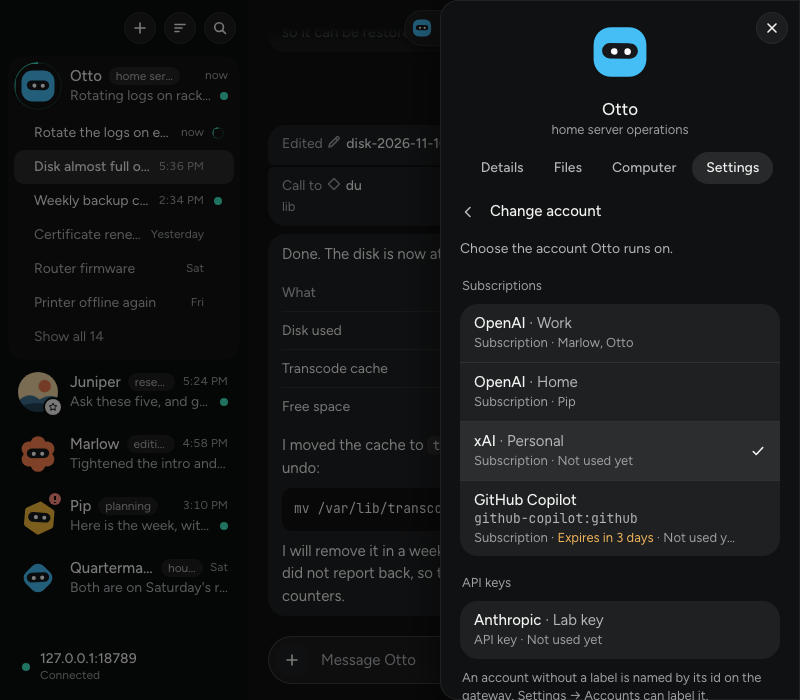 Otto home ser... now
Rotating logs on rack...
Rotate the logs on e... now
Disk almost full o... 5:36 PM
Weekly backup c... 2:34 PM
Certificate rene... Yesterday
Router firmware Sat
Printer offline again Fri
Show all 14
Juniper rese... 5:24 PM
Ask these five, and g...
Marlow editi... 4:58 PM
Tightened the intro and...
Pip planning 3:10 PM
Here is the week, wit...
Quarterma... hou... Sat
Both are on Saturday's r...
127.0.0.1:18789
Connected
so it can be restor
Edited disk-2026-11-1
Call to du
lib
Done. The disk is now at
What
Disk used
Transcode cache
Free space
I moved the cache to
undo:
mv /var/lib/transco
I will remove it in a week
did not report back, so t
counters.
Message Otto
Otto
home server operations
Details Files Computer Settings
Change account
Choose the account Otto runs on.
Subscriptions
OpenAI · Work
Subscription · Marlow, Otto
OpenAI · Home
Subscription · Pip
xAI · Personal
Subscription · Not used yet
GitHub Copilot
github-copilot:github
Subscription · Expires in 3 days · Not used y...
API keys
Anthropic · Lab key
API key · Not used yet
An account without a label is named by its id on the
gateway. Settings → Accounts can label it.